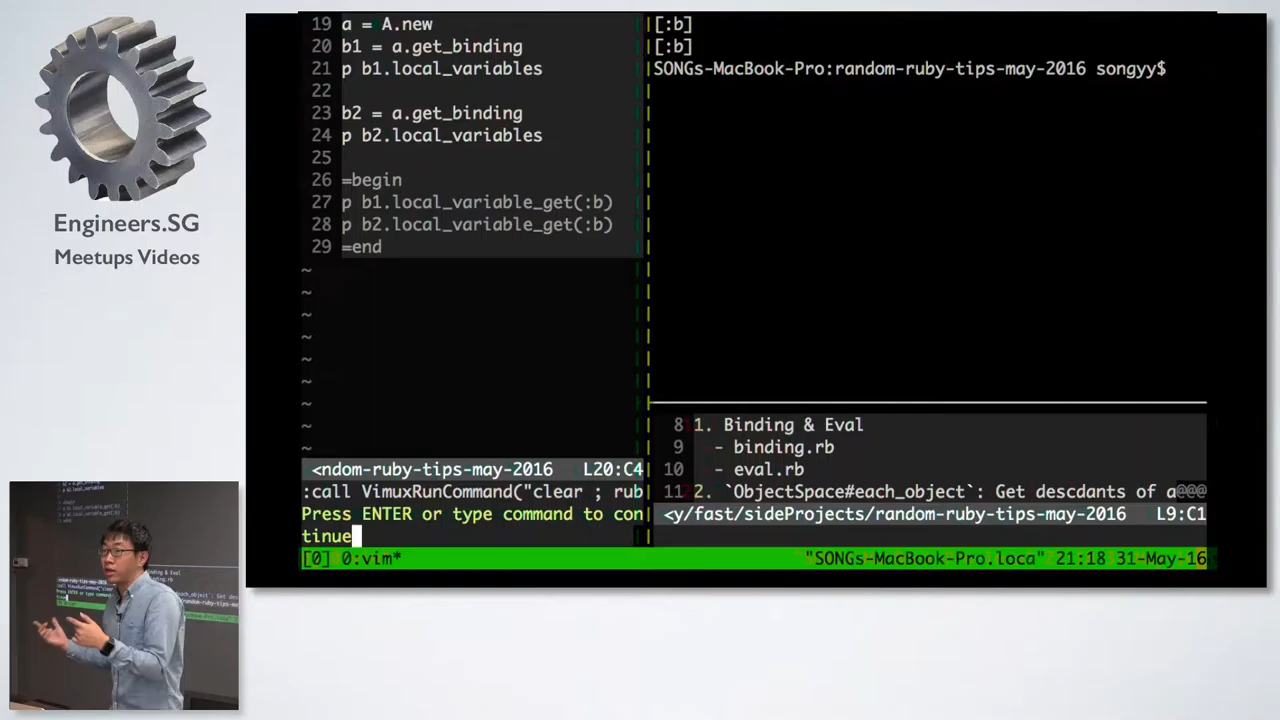 Engineers.SG
Meetups Videos
19 a = A.new
20 b1 = a.get_binding
21 p b1.local_variables
22
23 b2 = a.get_binding
24 p b2.local_variables
25
26 =begin
27 p b1.local_variable_get(:b)
28 p b2.local_variable_get(:b)
29 =end
~
~
~
~
~
~
~
~
~
<ndom-ruby-tips-may-2016 L20:C4
:call VimuxRunCommand("clear ; rub
Press ENTER or type command to con
tinue
[:b]
[:b]
SONGs-MacBook-Pro:random-ruby-tips-may-2016 songyy$
8 1. Binding & Eval
9 - binding.rb
10 - eval.rb
11 2. `ObjectSpace#each_object`: Get descdants of a@@@
<y/fast/sideProjects/random-ruby-tips-may-2016 L9:C1
[0] 0:vim* "SONGs-MacBook-Pro.loca" 21:18 31-May-16